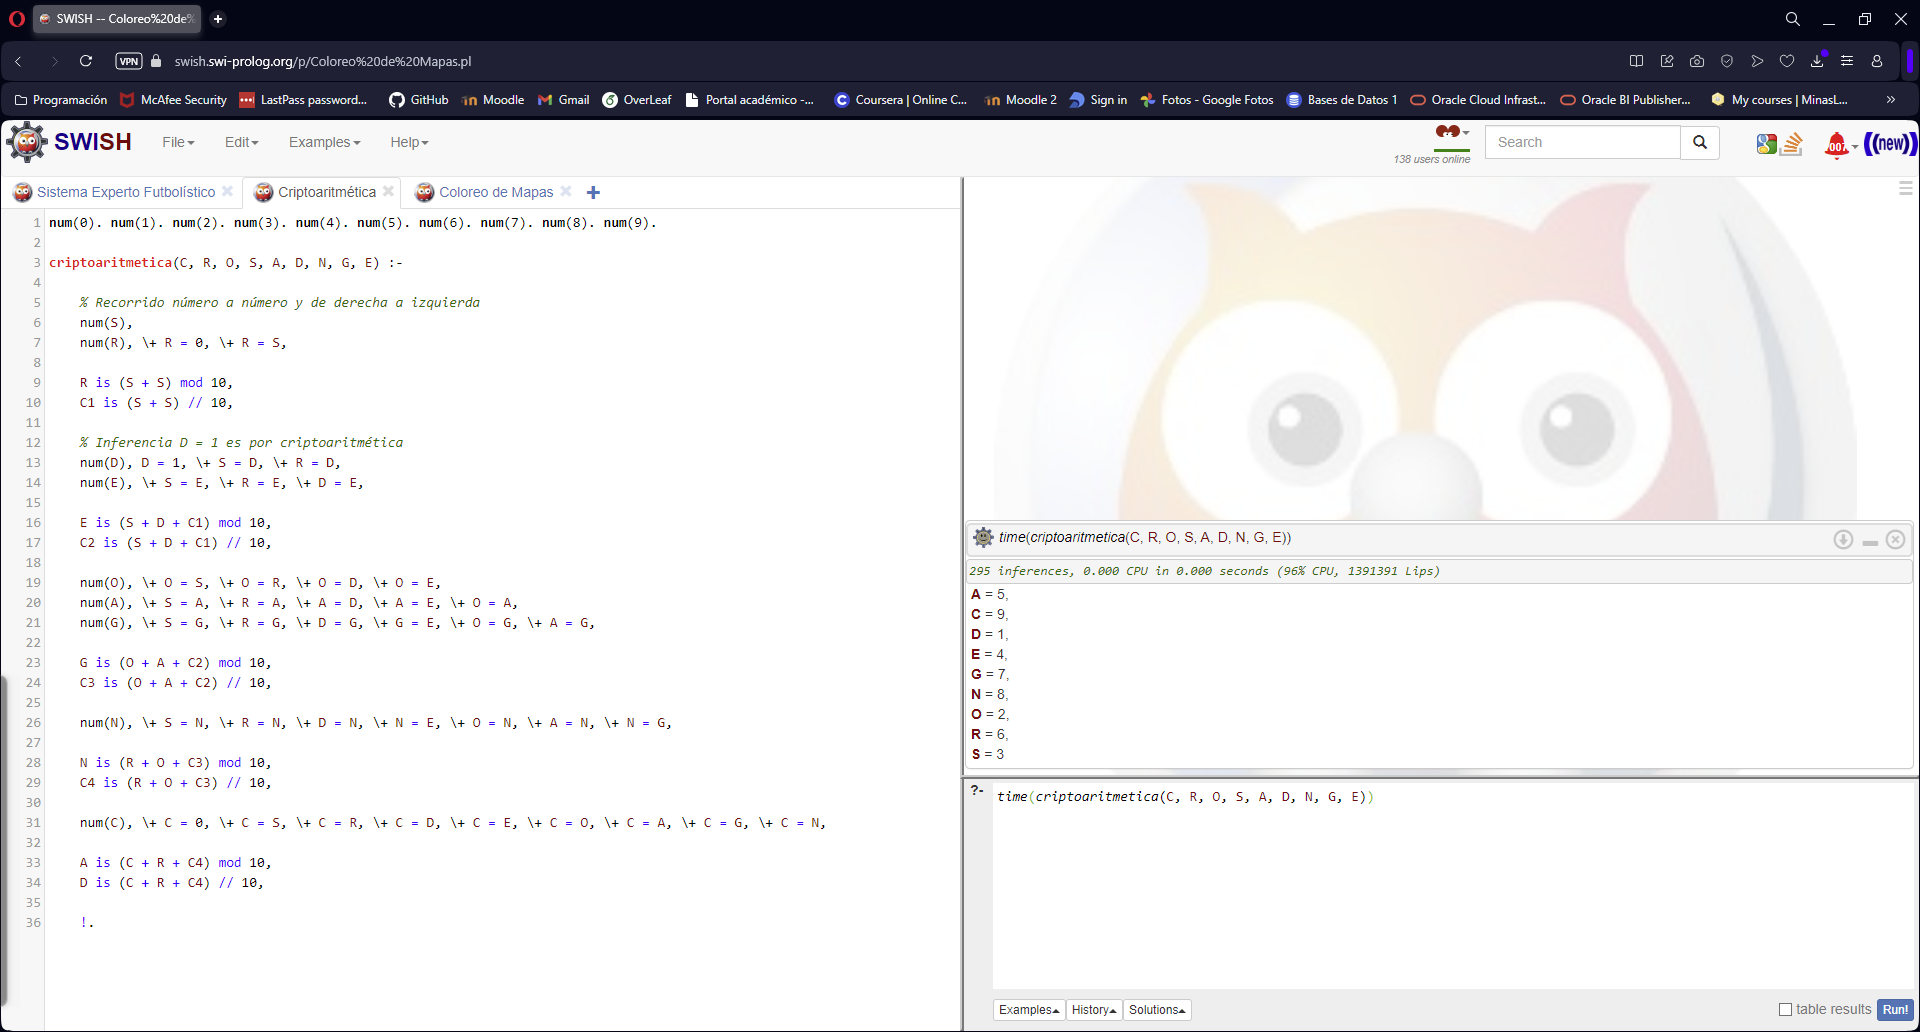 SWISH -- Coloreo%20de%
VPN swish.swi-prolog.org/p/Coloreo%20de%20Mapas.pl
Programación McAfee Security LastPass password... GitHub Moodle Gmail OverLeaf Portal académico -... Coursera | Online C... Moodle 2 Sign in Fotos - Google Fotos Bases de Datos 1 Oracle Cloud Infrast... Oracle BI Publisher... My courses | MinasL... »
SWISH File Edit Examples Help 138 users online Search ((new))
Sistema Experto Futbolístico Criptoaritmética Coloreo de Mapas
1 num(0). num(1). num(2). num(3). num(4). num(5). num(6). num(7). num(8). num(9).
2
3 criptoaritmetica(C, R, O, S, A, D, N, G, E) :-
4
5 % Recorrido número a número y de derecha a izquierda
6 num(S),
7 num(R), \+ R = 0, \+ R = S,
8
9 R is (S + S) mod 10,
10 C1 is (S + S) // 10,
11
12 % Inferencia D = 1 es por criptoaritmética
13 num(D), D = 1, \+ S = D, \+ R = D,
14 num(E), \+ S = E, \+ R = E, \+ D = E,
15
16 E is (S + D + C1) mod 10,
17 C2 is (S + D + C1) // 10,
18
19 num(O), \+ O = S, \+ O = R, \+ O = D, \+ O = E,
20 num(A), \+ S = A, \+ R = A, \+ A = D, \+ A = E, \+ O = A,
21 num(G), \+ S = G, \+ R = G, \+ D = G, \+ G = E, \+ O = G, \+ A = G,
22
23 G is (O + A + C2) mod 10,
24 C3 is (O + A + C2) // 10,
25
26 num(N), \+ S = N, \+ R = N, \+ D = N, \+ N = E, \+ O = N, \+ A = N, \+ N = G,
27
28 N is (R + O + C3) mod 10,
29 C4 is (R + O + C3) // 10,
30
31 num(C), \+ C = 0, \+ C = S, \+ C = R, \+ C = D, \+ C = E, \+ C = O, \+ C = A, \+ C = G, \+ C = N,
32
33 A is (C + R + C4) mod 10,
34 D is (C + R + C4) // 10,
35
36 !.
time(criptoaritmetica(C, R, O, S, A, D, N, G, E))
295 inferences, 0.000 CPU in 0.000 seconds (96% CPU, 1391391 Lips)
A = 5,
C = 9,
D = 1,
E = 4,
G = 7,
N = 8,
O = 2,
R = 6,
S = 3
?- time(criptoaritmetica(C, R, O, S, A, D, N, G, E))
Examples History Solutions table results Run!